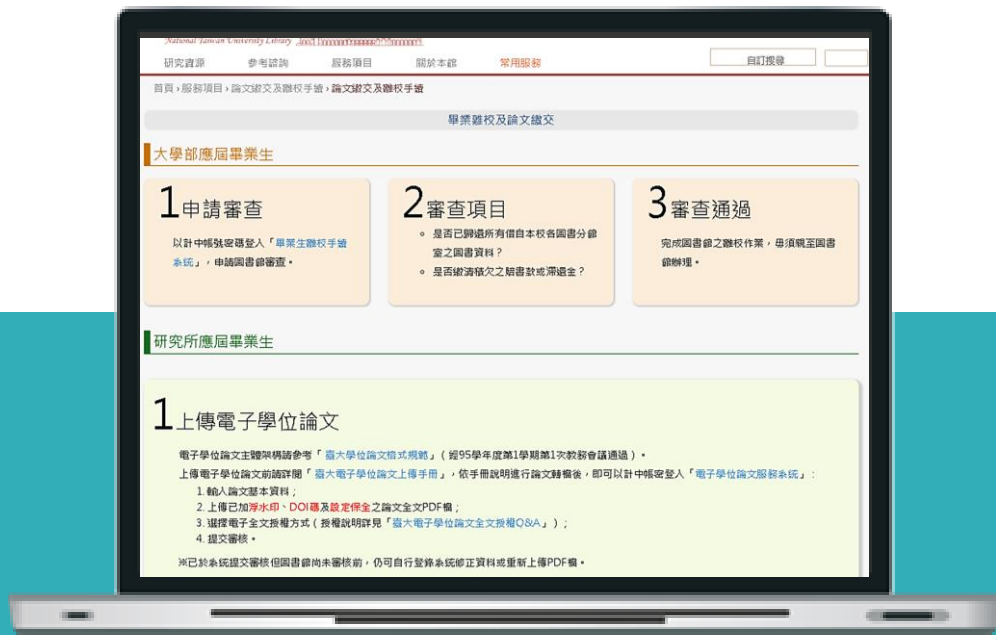 National Taiwan University Library
研究資源 參考諮詢 服務項目 關於本館 常用服務 自訂搜尋
首頁›服務項目›論文繳交及離校手續›論文繳交及離校手續
畢業離校及論文繳交
大學部應屆畢業生
1申請審查
以計中帳號密碼登入「畢業生離校手續
系統」,申請圖書館審查。
2審查項目
是否已歸還所有借自本校各圖書分館
室之圖書資料?
是否繳清積欠之賠書款或滯還金?
3審查通過
完成圖書館之離校作業,毋須親至圖書
館辦理。
研究所應屆畢業生
1上傳電子學位論文
電子學位論文主體架構請參考「臺大學位論文格式規範」(經95學年度第1學期第1次教務會議通過)。
上傳電子學位論文前請詳閱「臺大電子學位論文上傳手冊」,依手冊說明進行論文轉檔後,即可以計中帳密登入「電子學位論文服務系統」:
1. 輸入論文基本資料;
2. 上傳已加浮水印、DOI碼及設定保全之論文全文PDF檔;
3. 選擇電子全文授權方式(授權說明詳見「臺大電子學位論文全文授權Q&A」);
4. 提交審核。
※已於系統提交審核但圖書館尚未審核前,仍可自行登錄系統修正資料或重新上傳PDF檔。